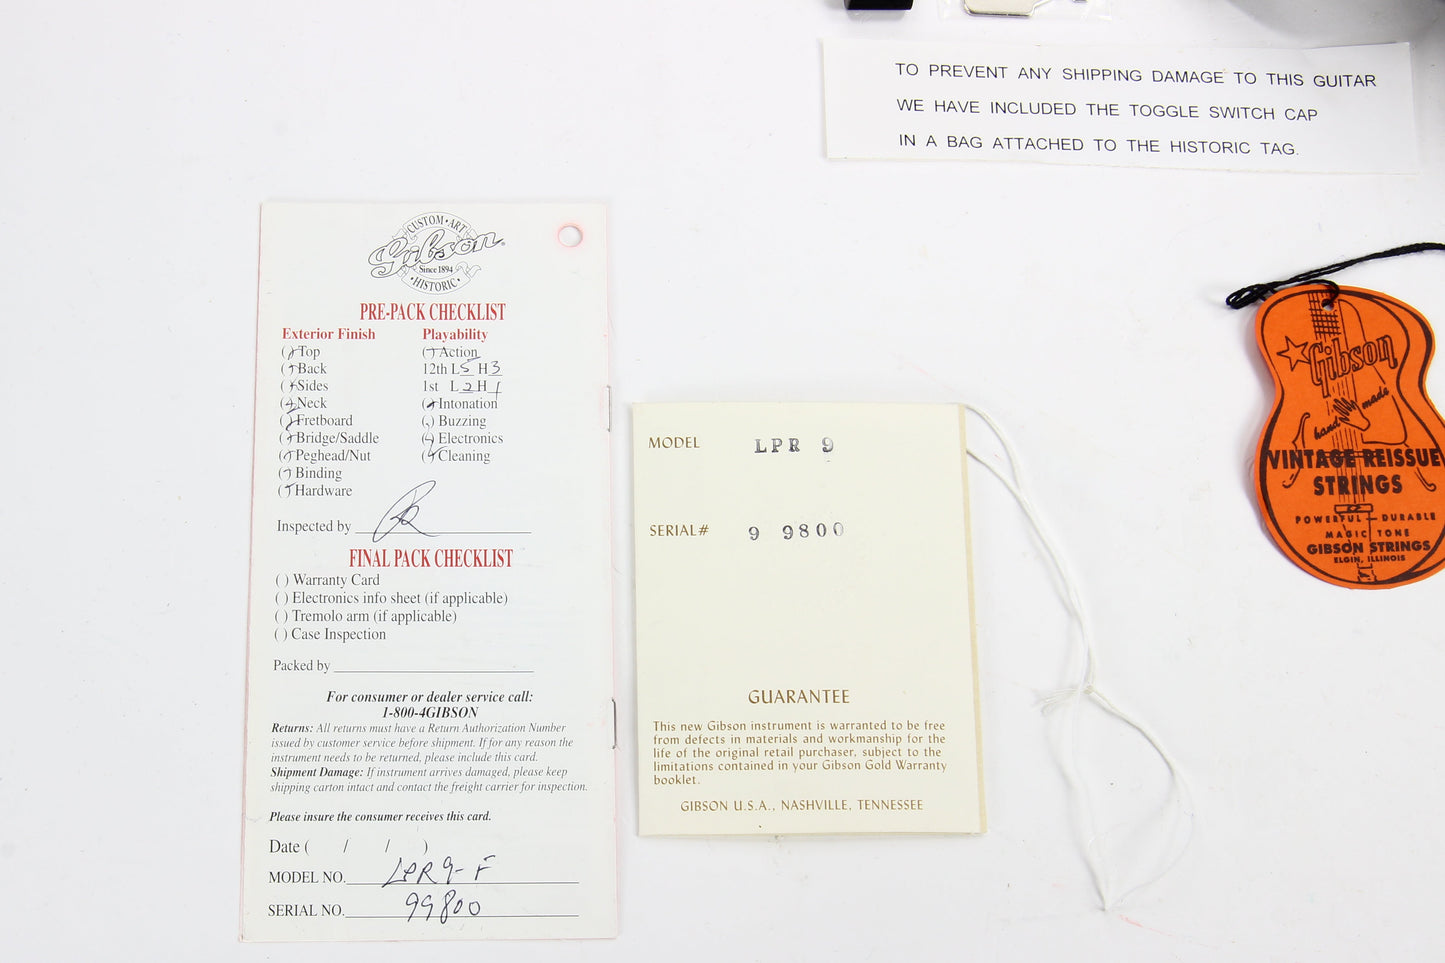 TO PREVENT ANY SHIPPING DAMAGE TO THIS GUITAR
WE HAVE INCLUDED THE TOGGLE SWITCH CAP
IN A BAG ATTACHED TO THE HISTORIC TAG.
CUSTOM • ART
Gibson
Since 1894
• HISTORIC •
PRE-PACK CHECKLIST
Exterior Finish
( ) Top
( ) Back
( ) Sides
( ) Neck
( ) Fretboard
( ) Bridge/Saddle
( ) Peghead/Nut
( ) Binding
( ) Hardware
Playability
( ) Action
12th L 5 H 3
1st L 2 H 1
( ) Intonation
( ) Buzzing
( ) Electronics
( ) Cleaning
Inspected by
FINAL PACK CHECKLIST
( ) Warranty Card
( ) Electronics info sheet (if applicable)
( ) Tremolo arm (if applicable)
( ) Case Inspection
Packed by
For consumer or dealer service call:
1-800-4GIBSON
Returns: All returns must have a Return Authorization Number
issued by customer service before shipment. If for any reason the
instrument needs to be returned, please include this card.
Shipment Damage: If instrument arrives damaged, please keep
shipping carton intact and contact the freight carrier for inspection.
Please insure the consumer receives this card.
Date ( / / )
MODEL NO. LPR9-F
SERIAL NO. 99800
MODEL LPR 9
SERIAL# 9 9800
GUARANTEE
This new Gibson instrument is warranted to be free
from defects in materials and workmanship for the
life of the original retail purchaser, subject to the
limitations contained in your Gibson Gold Warranty
booklet.
GIBSON U.S.A., NASHVILLE, TENNESSEE
Gibson
hand made
VINTAGE REISSUE
STRINGS
POWERFUL - DURABLE
MAGIC TONE
GIBSON STRINGS
ELGIN, ILLINOIS